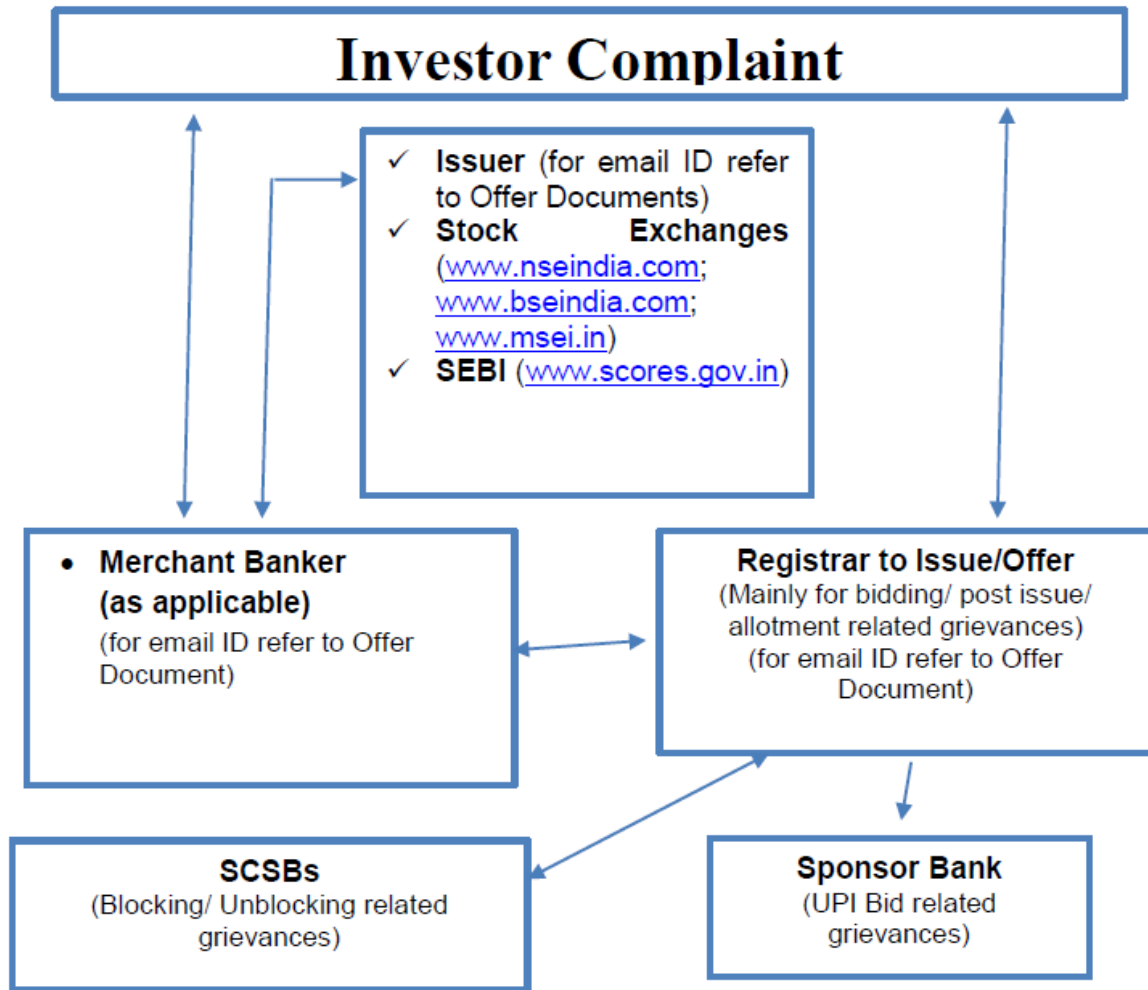 Investor Complaint
✓ Issuer (for email ID refer
to Offer Documents)
✓ Stock Exchanges
(www.nseindia.com;
www.bseindia.com;
www.msei.in)
✓ SEBI (www.scores.gov.in)
• Merchant Banker
(as applicable)
(for email ID refer to Offer
Document)
Registrar to Issue/Offer
(Mainly for bidding/ post issue/
allotment related grievances)
(for email ID refer to Offer
Document)
SCSBs
(Blocking/ Unblocking related
grievances)
Sponsor Bank
(UPI Bid related
grievances)